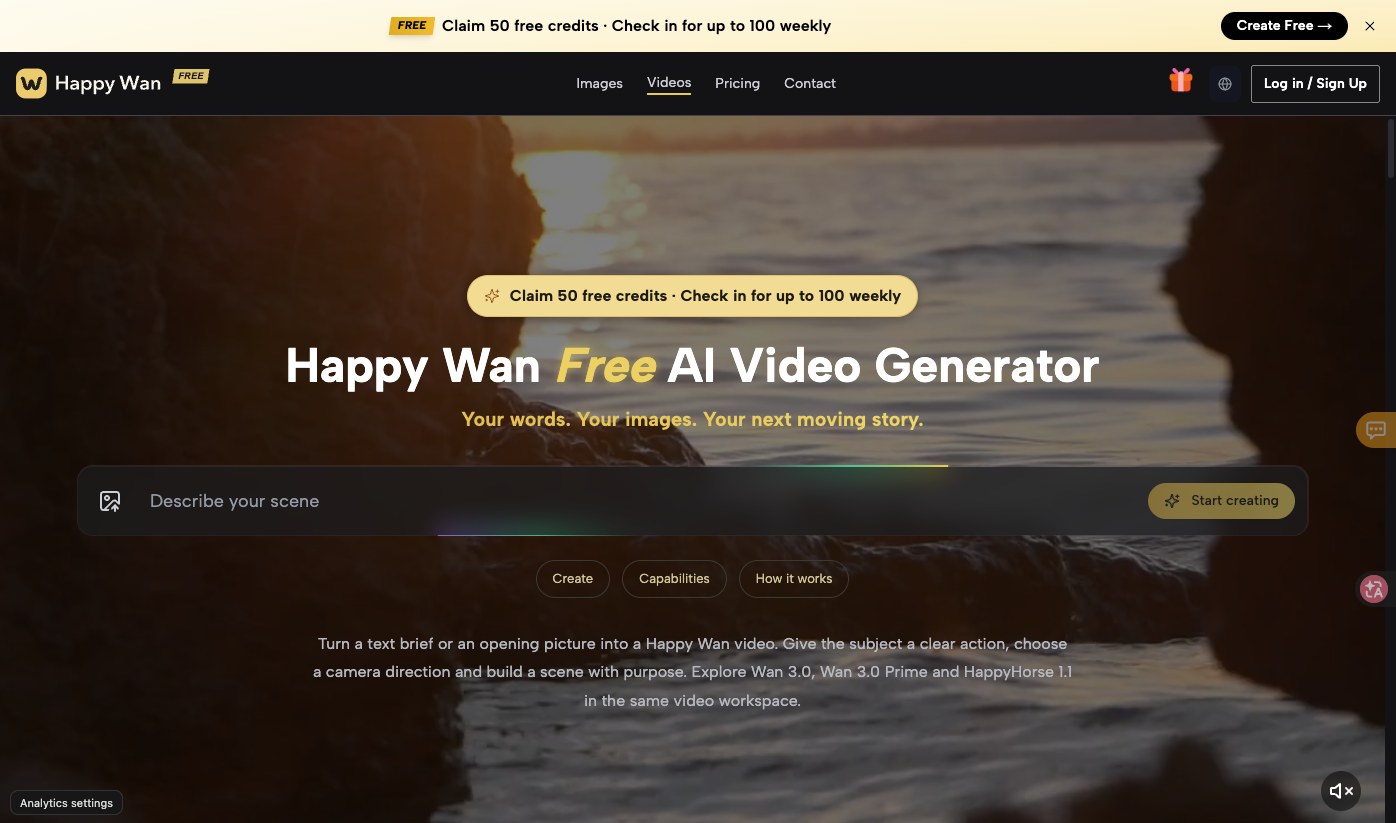 FREE Claim 50 free credits · Check in for up to 100 weekly
Create Free →
Happy Wan FREE
Images Videos Pricing Contact
Log in / Sign Up
Claim 50 free credits · Check in for up to 100 weekly
Happy Wan Free AI Video Generator
Your words. Your images. Your next moving story.
Describe your scene
Start creating
Create Capabilities How it works
Turn a text brief or an opening picture into a Happy Wan video. Give the subject a clear action, choose
a camera direction and build a scene with purpose. Explore Wan 3.0, Wan 3.0 Prime and HappyHorse 1.1
in the same video workspace.
Analytics settings